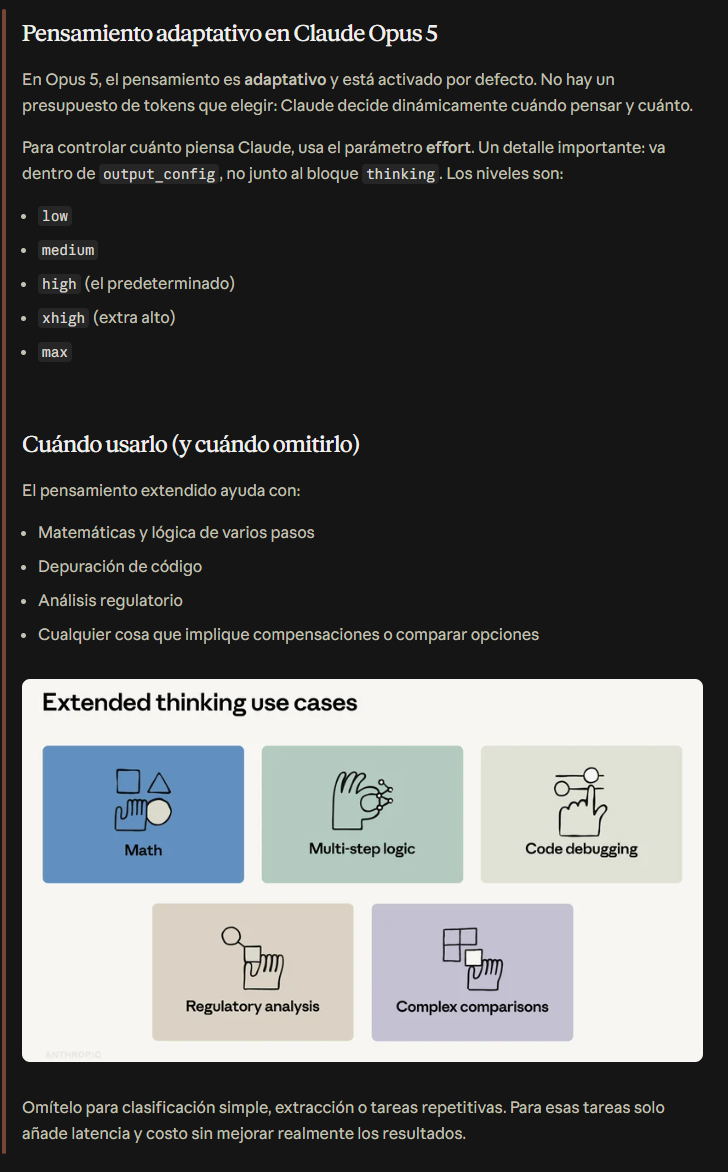 Pensamiento adaptativo en Claude Opus 5
En Opus 5, el pensamiento es adaptativo y está activado por defecto. No hay un
presupuesto de tokens que elegir: Claude decide dinámicamente cuándo pensar y cuánto.
Para controlar cuánto piensa Claude, usa el parámetro effort. Un detalle importante: va
dentro de output_config, no junto al bloque thinking. Los niveles son:
low
medium
high (el predeterminado)
xhigh (extra alto)
max
Cuándo usarlo (y cuándo omitirlo)
El pensamiento extendido ayuda con:
Matemáticas y lógica de varios pasos
Depuración de código
Análisis regulatorio
Cualquier cosa que implique compensaciones o comparar opciones
Extended thinking use cases
Math
Multi-step logic
Code debugging
Regulatory analysis
Complex comparisons
ANTHROPIC
Omítelo para clasificación simple, extracción o tareas repetitivas. Para esas tareas solo
añade latencia y costo sin mejorar realmente los resultados.